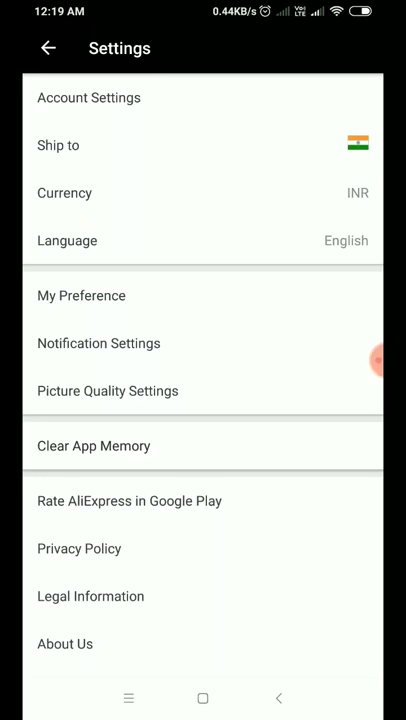 12:19 AM 0.44KB/s Vo) LTE
Settings
Account Settings
Ship to
Currency INR
Language English
My Preference
Notification Settings
Picture Quality Settings
Clear App Memory
Rate AliExpress in Google Play
Privacy Policy
Legal Information
About Us